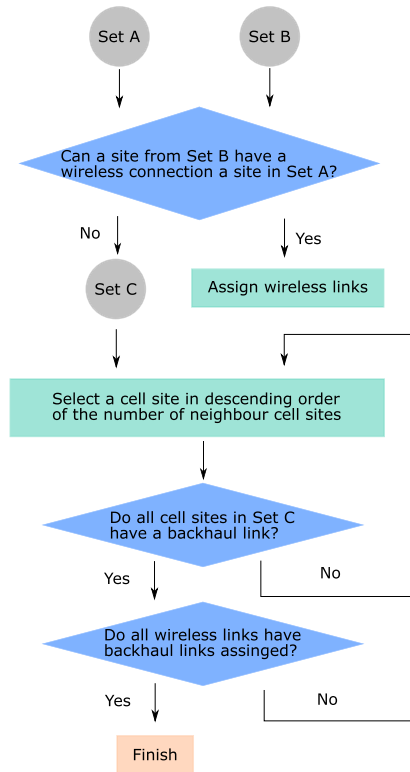 Set A
Set B
Can a site from Set B have a
wireless connection a site in Set A?
No
Yes
Set C
Assign wireless links
Select a cell site in descending order
of the number of neighbour cell sites
Do all cell sites in Set C
have a backhaul link?
Yes
No
Do all wireless links have
backhaul links assinged?
Yes
No
Finish